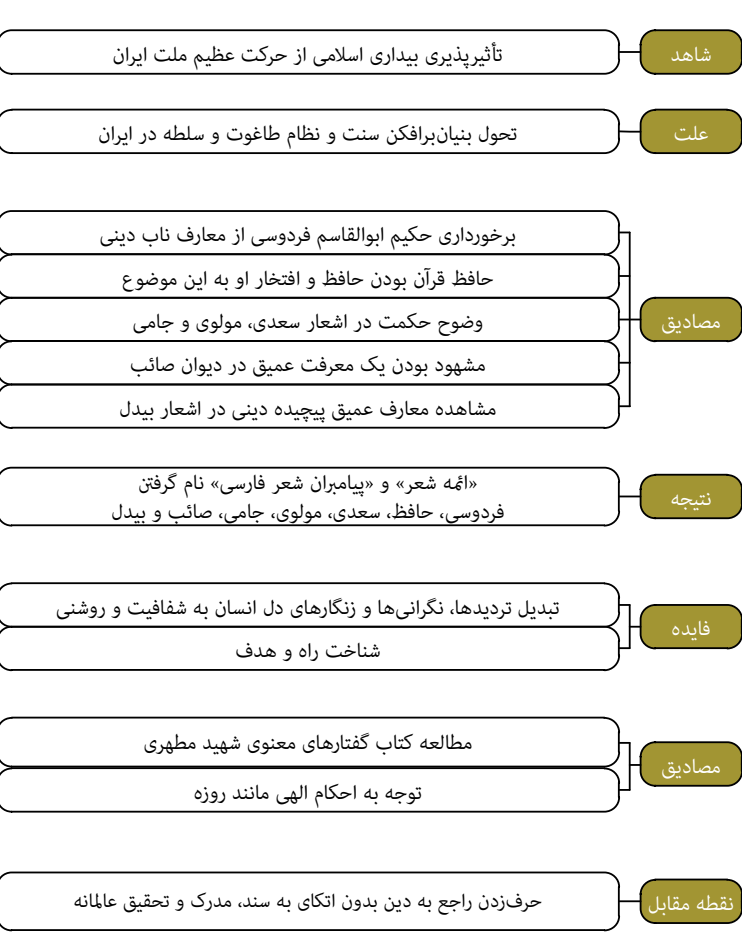 شاهد
تأثیرپذیری بیداری اسلامی از حرکت عظیم ملت ایران
علت
تحول بنیان‌برافکن سنت و نظام طاغوت و سلطه در ایران
مصادیق
برخورداری حکیم ابوالقاسم فردوسی از معارف ناب دینی
حافظ قرآن بودن حافظ و افتخار او به این موضوع
وضوح حکمت در اشعار سعدی، مولوی و جامی
مشهود بودن یک معرفت عمیق در دیوان صائب
مشاهده معارف عمیق پیچیده دینی در اشعار بیدل
نتیجه
«ائمه شعر» و «پیامبران شعر فارسی» نام گرفتن
فردوسی، حافظ، سعدی، مولوی، جامی، صائب و بیدل
فایده
تبدیل تردیدها، نگرانی‌ها و زنگارهای دل انسان به شفافیت و روشنی
شناخت راه و هدف
مصادیق
مطالعه کتاب گفتارهای معنوی شهید مطهری
توجه به احکام الهی مانند روزه
نقطه مقابل
حرف‌زدن راجع به دین بدون اتکای به سند، مدرک و تحقیق عالمانه